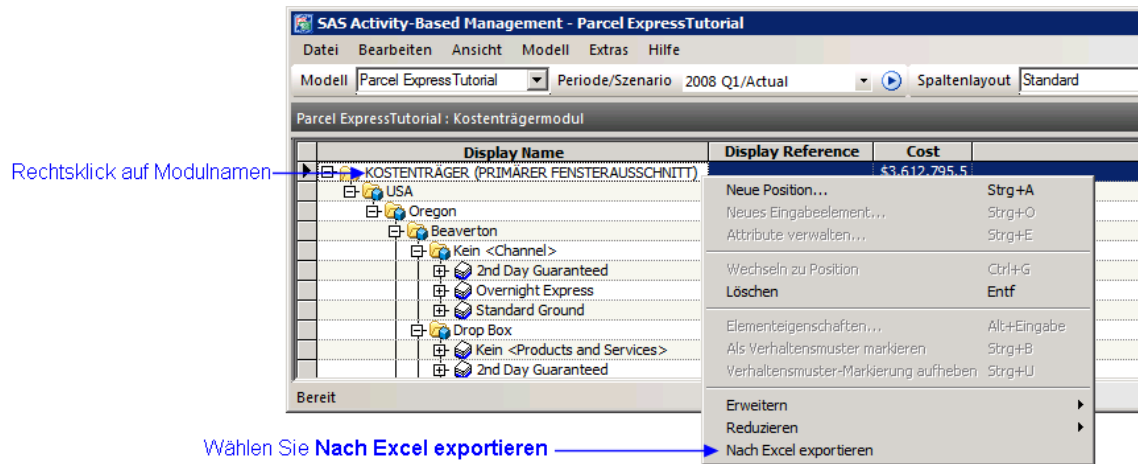 SAS Activity-Based Management - Parcel ExpressTutorial
Datei Bearbeiten Ansicht Modell Extras Hilfe
Modell Parcel ExpressTutorial Periode/Szenario 2008 Q1/Actual Spaltenlayout Standard
Parcel ExpressTutorial : Kostenträgermodul
Display Name Display Reference Cost
Rechtsklick auf Modulnamen
KOSTENTRÄGER (PRIMÄRER FENSTERAUSSCHNITT) $3,612,795.5
USA
Oregon
Beaverton
Kein <Channel>
2nd Day Guaranteed
Overnight Express
Standard Ground
Drop Box
Kein <Products and Services>
2nd Day Guaranteed
Bereit
Neue Position... Strg+A
Neues Eingabeelement... Strg+O
Attribute verwalten... Strg+E
Wechseln zu Position Ctrl+G
Löschen Entf
Elementeigenschaften... Alt+Eingabe
Als Verhaltensmuster markieren Strg+B
Verhaltensmuster-Markierung aufheben Strg+U
Erweitern
Reduzieren
Nach Excel exportieren
Wählen Sie Nach Excel exportieren